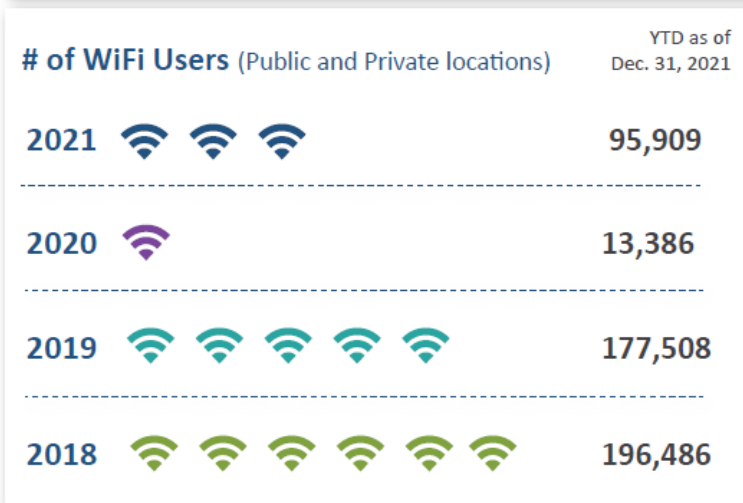 # of WiFi Users (Public and Private locations)
YTD as of
Dec. 31, 2021
2021 95,909
2020 13,386
2019 177,508
2018 196,486